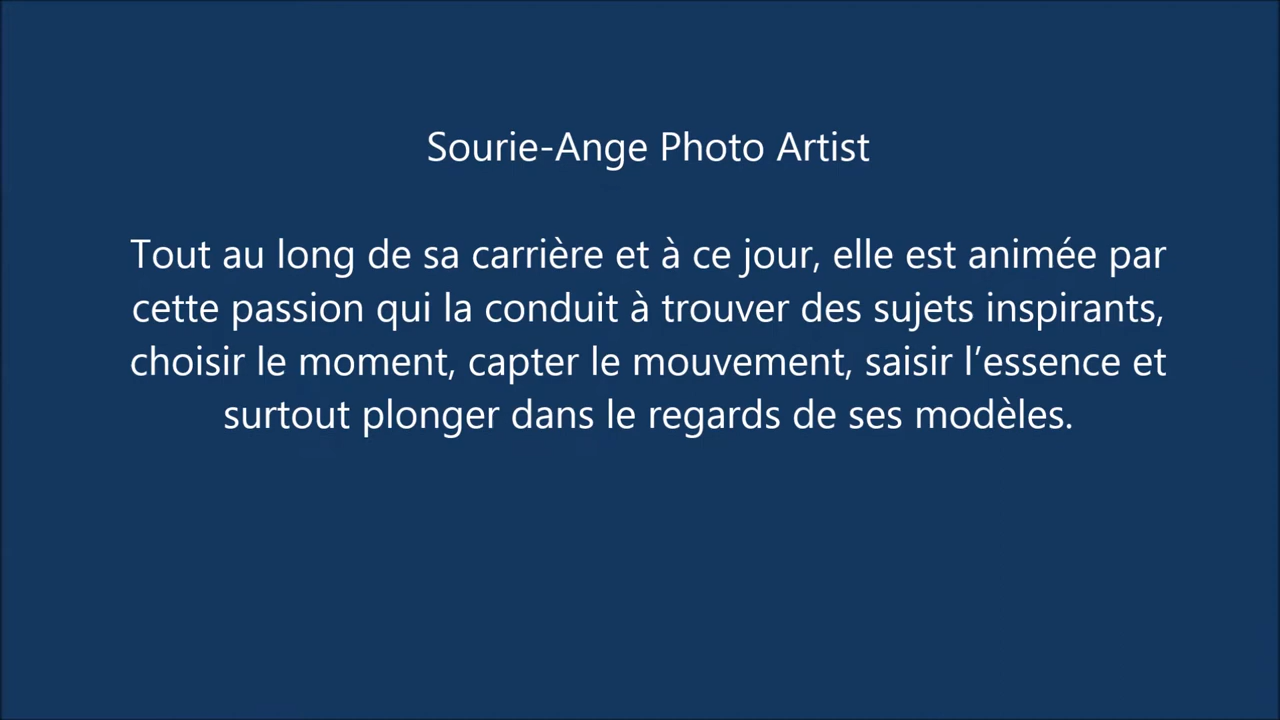 Sourie-Ange Photo Artist
Tout au long de sa carrière et à ce jour, elle est animée par
cette passion qui la conduit à trouver des sujets inspirants,
choisir le moment, capter le mouvement, saisir l’essence et
surtout plonger dans le regards de ses modèles.